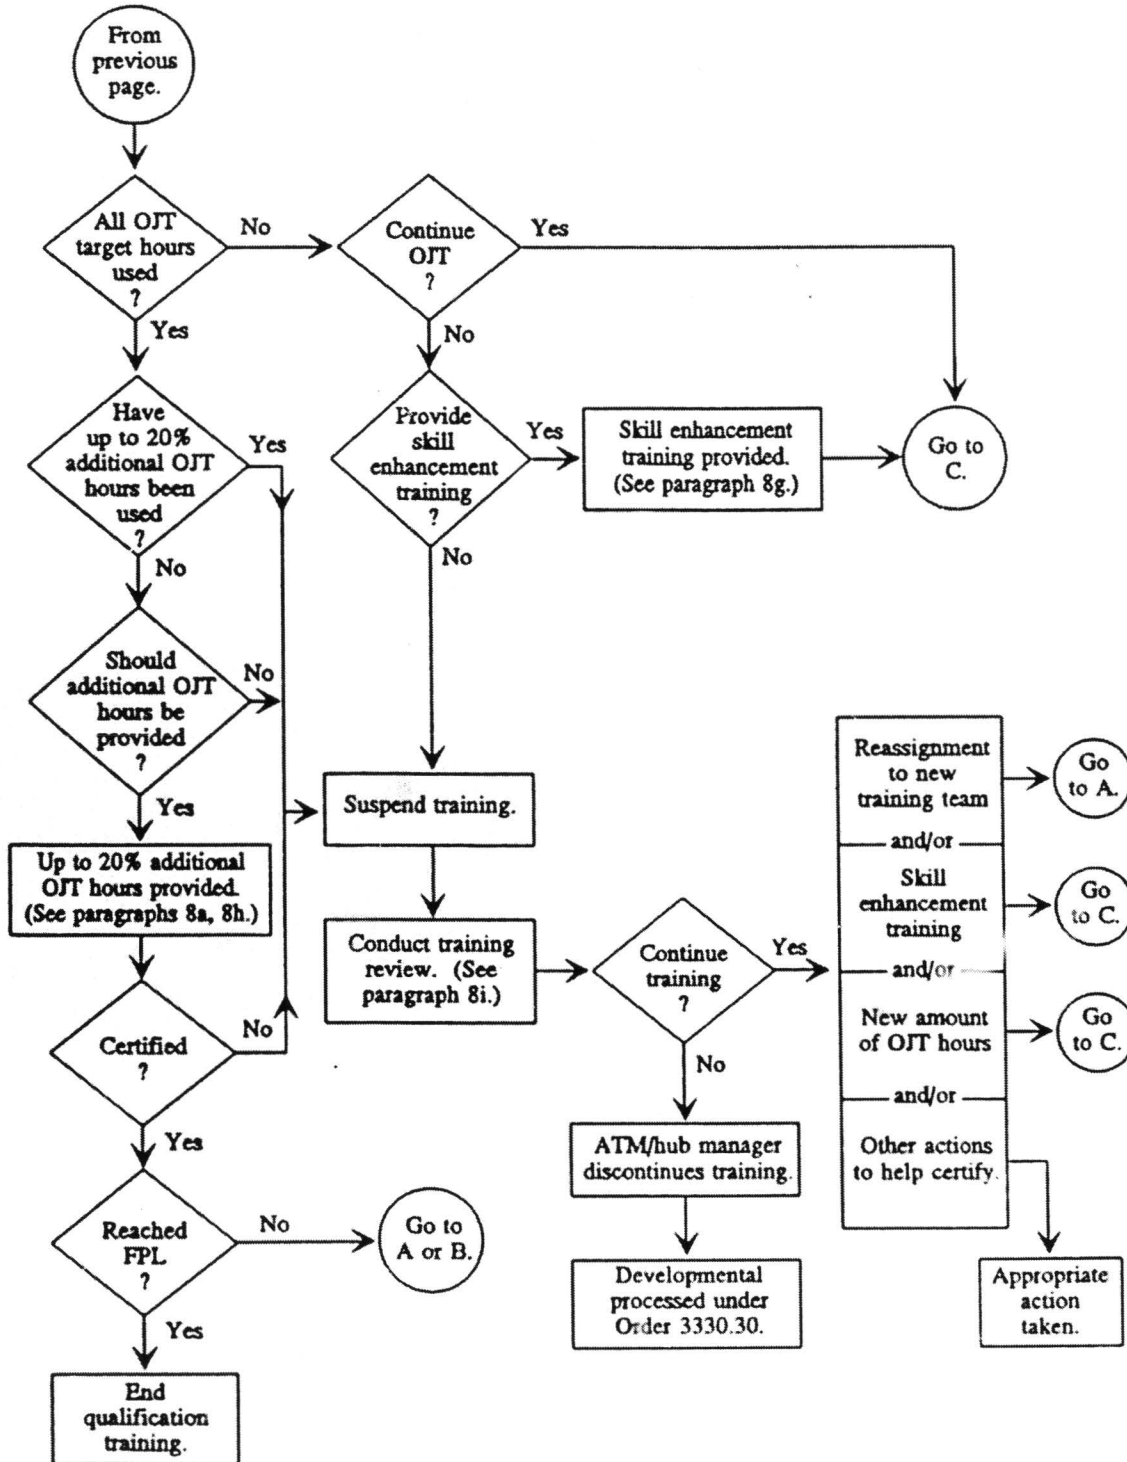 From
previous
page.
All OJT
target hours
used
?
No
Yes
Continue
OJT
?
Yes
No
Have
up to 20%
additional OJT
hours been
used
?
Yes
No
Provide
skill
enhancement
training
?
Yes
No
Skill enhancement
training provided.
(See paragraph 8g.)
Go to
C.
Should
additional OJT
hours be
provided
?
No
Yes
Up to 20% additional
OJT hours provided.
(See paragraphs 8a, 8h.)
Certified
?
No
Yes
Reached
FPL
?
No
Yes
Go to
A or B.
End
qualification
training.
Suspend training.
Conduct training
review. (See
paragraph 8i.)
Continue
training
?
Yes
No
ATM/hub manager
discontinues training.
Developmental
processed under
Order 3330.30.
Reassignment
to new
training team
Go
to A.
and/or
Skill
enhancement
training
Go
to C.
and/or
New amount
of OJT hours
Go
to C.
and/or
Other actions
to help certify.
Appropriate
action
taken.